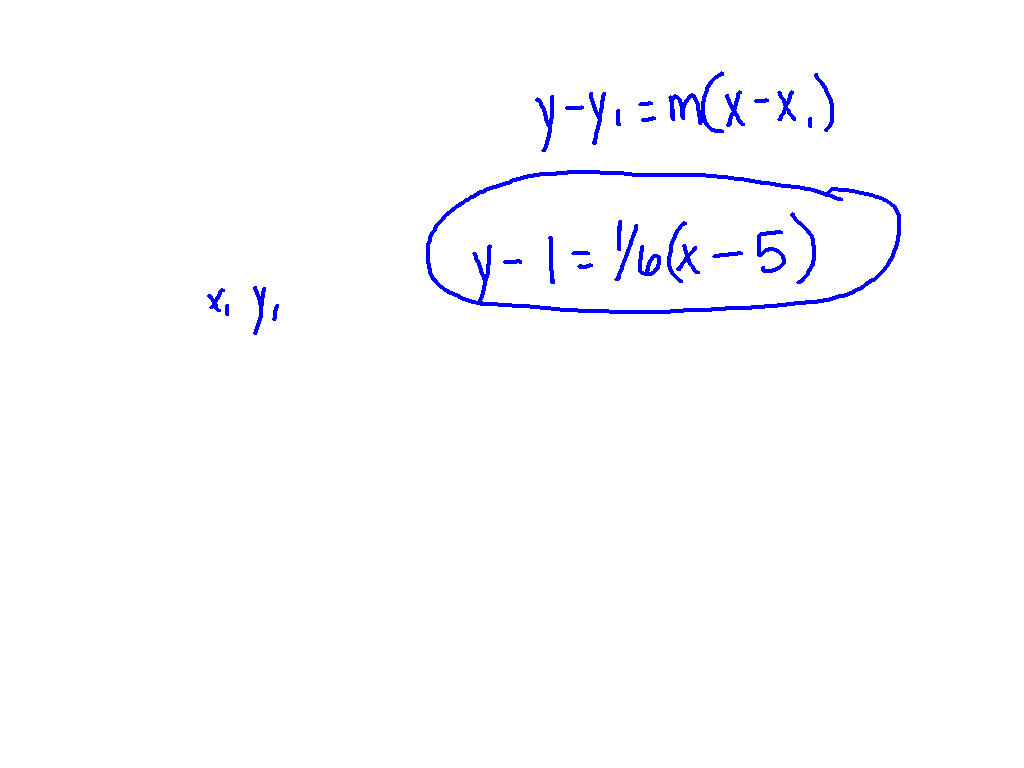 y-y₁=m(x-x₁)
y-1=1/6(x-5)
x₁ y₁